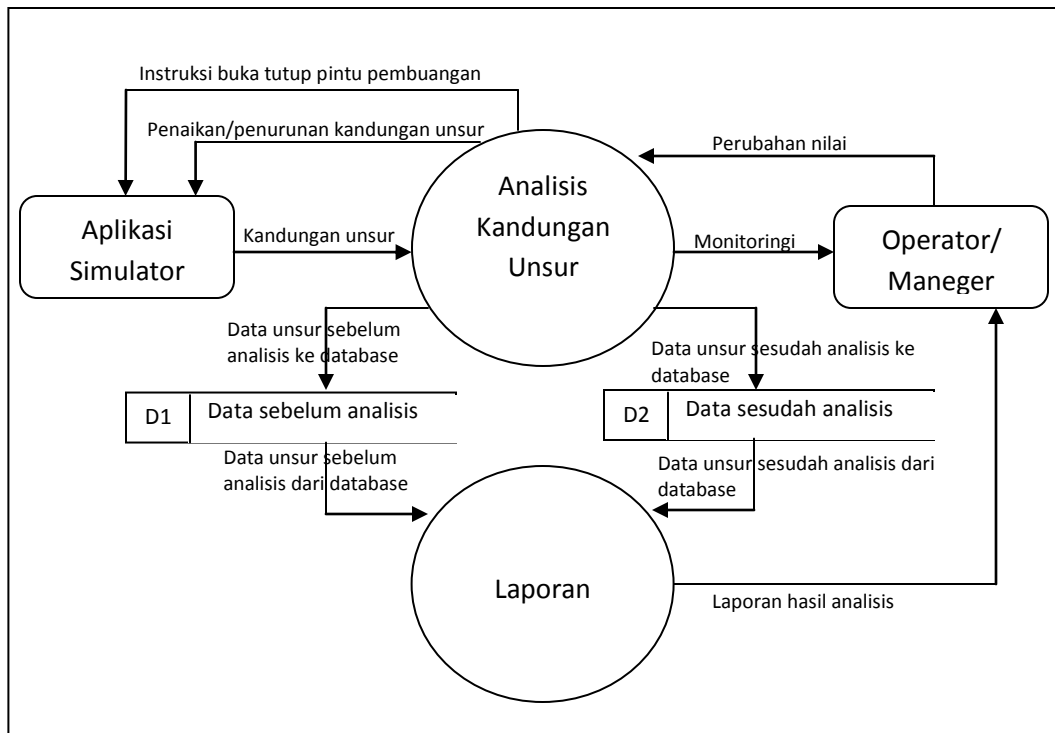 Instruksi buka tutup pintu pembuangan
Penaikan/penurunan kandungan unsur
Perubahan nilai
Analisis
Kandungan
Unsur
Aplikasi
Simulator
Kandungan unsur
Monitoringi
Operator/
Maneger
Data unsur sebelum
analisis ke database
Data unsur sesudah analisis ke
database
D1
Data sebelum analisis
D2
Data sesudah analisis
Data unsur sebelum
analisis dari database
Data unsur sesudah analisis dari
database
Laporan
Laporan hasil analisis